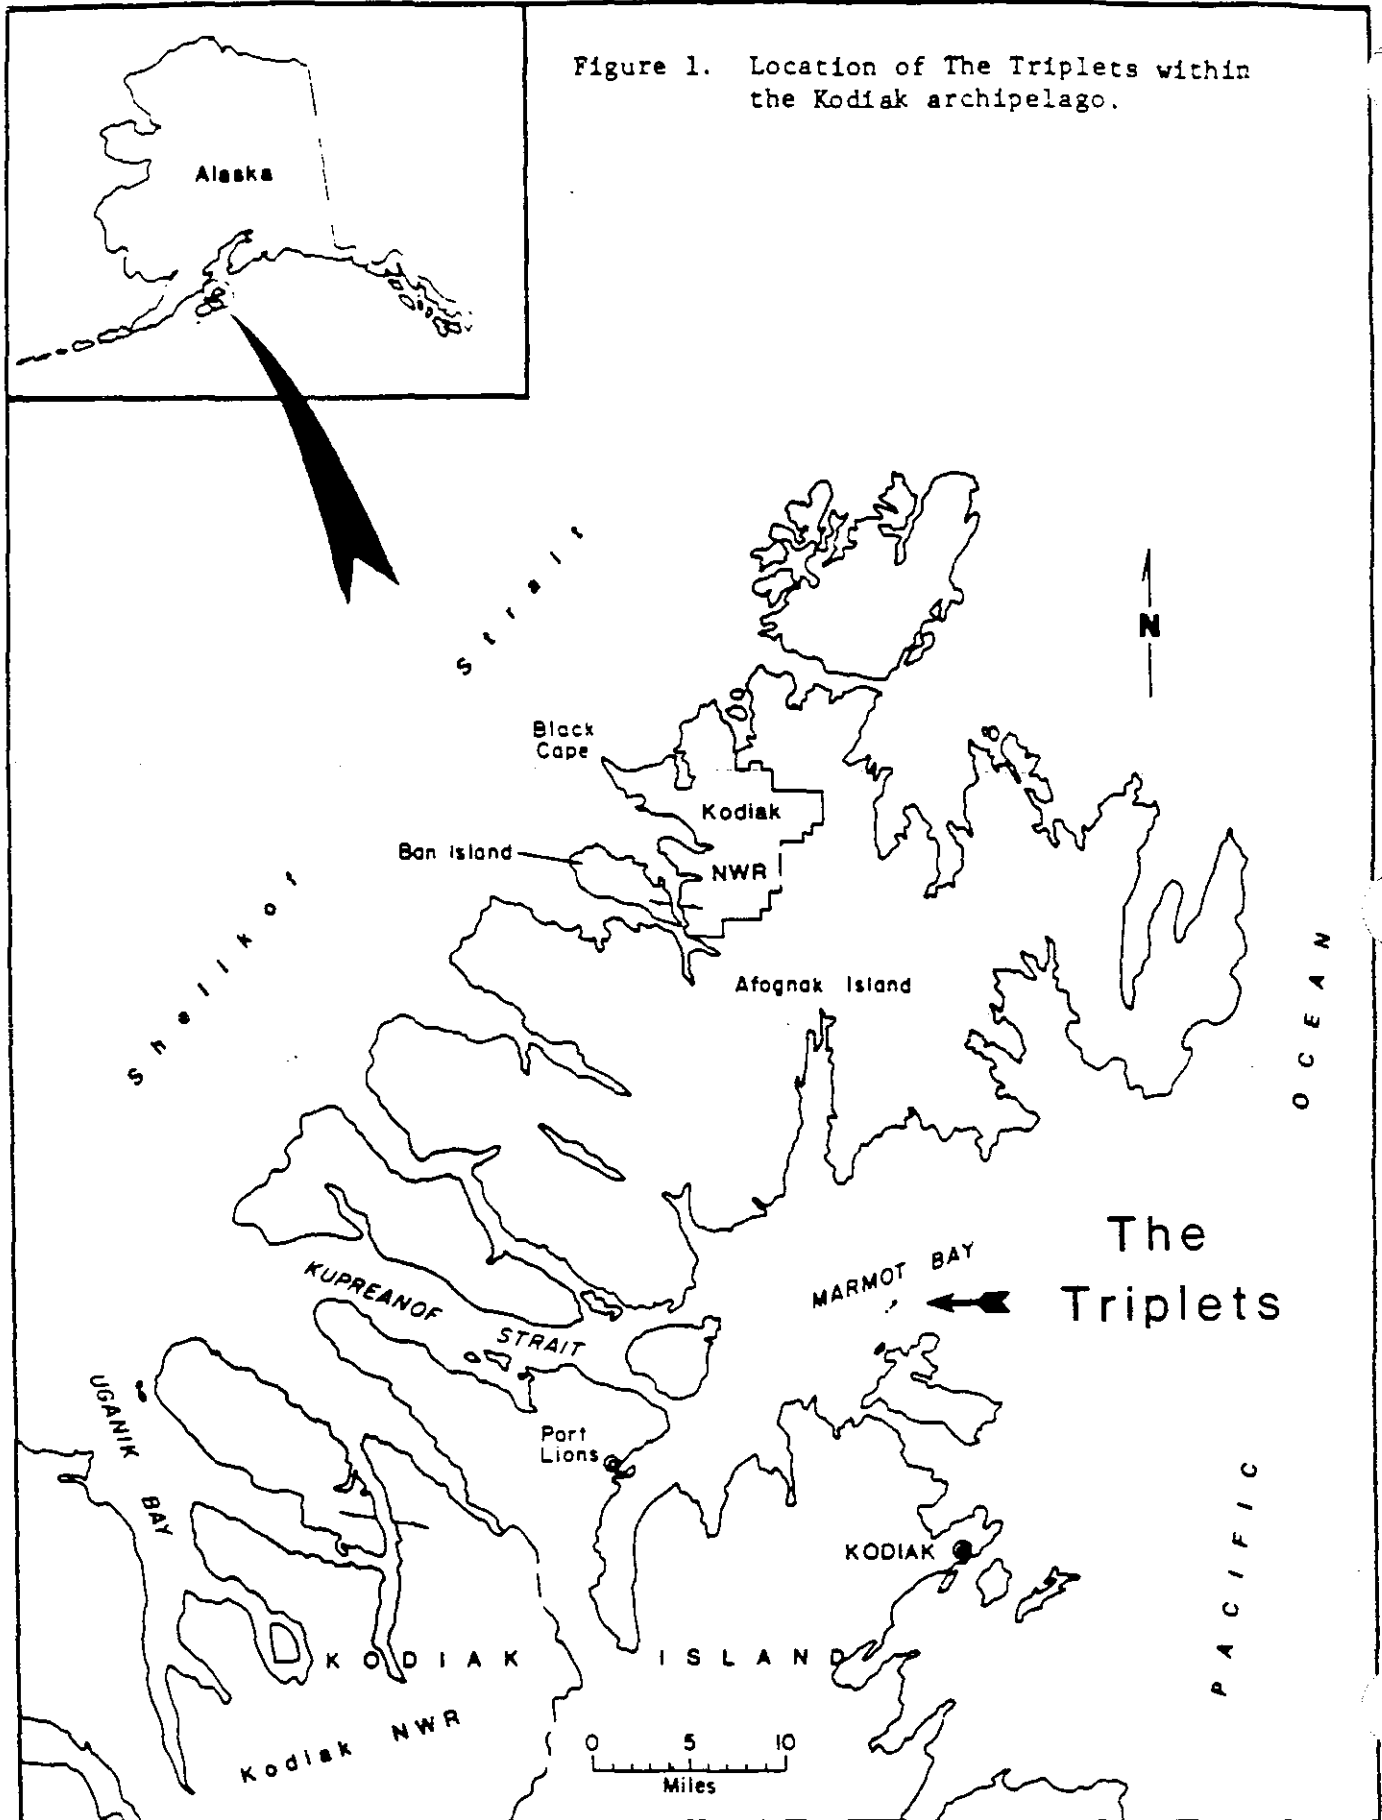 Figure 1. Location of The Triplets within
the Kodiak archipelago.
Alaska
Shelikof Strait
N
Black
Cape
Kodiak
NWR
Ban Island
Afognak Island
PACIFIC OCEAN
The
Triplets
MARMOT BAY
KUPREANOF STRAIT
UGANIK BAY
Port
Lions
KODIAK
KODIAK ISLAND
Kodiak NWR
0 5 10
Miles